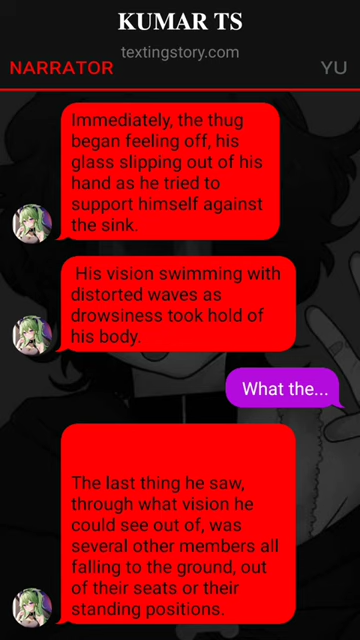 KUMAR TS
textingstory.com
NARRATOR
YU
Immediately, the thug
began feeling off, his
glass slipping out of his
hand as he tried to
support himself against
the sink.
His vision swimming with
distorted waves as
drowsiness took hold of
his body.
What the...
The last thing he saw,
through what vision he
could see out of, was
several other members all
falling to the ground, out
of their seats or their
standing positions.